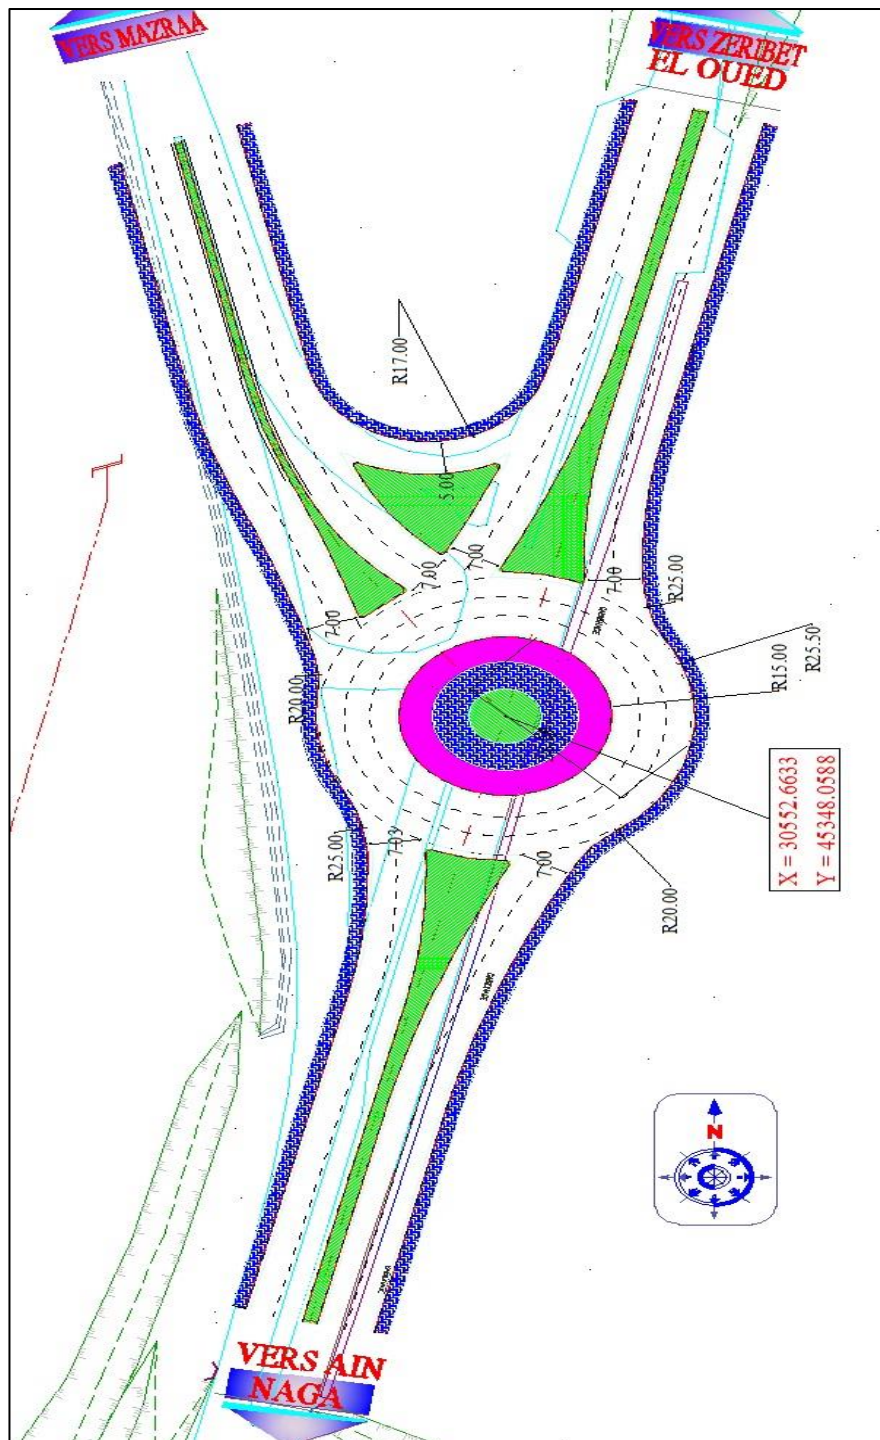 VERS MAZRAA
VERS ZERIBET
EL OUED
R17.00
5.00
7.00
7.00
7.00
7.00
R25.00
R20.00
R15.00
R25.50
R25.00
7.03
7.00
R20.00
X = 30552.6633
Y = 45348.0588
N
VERS AIN
NAGA